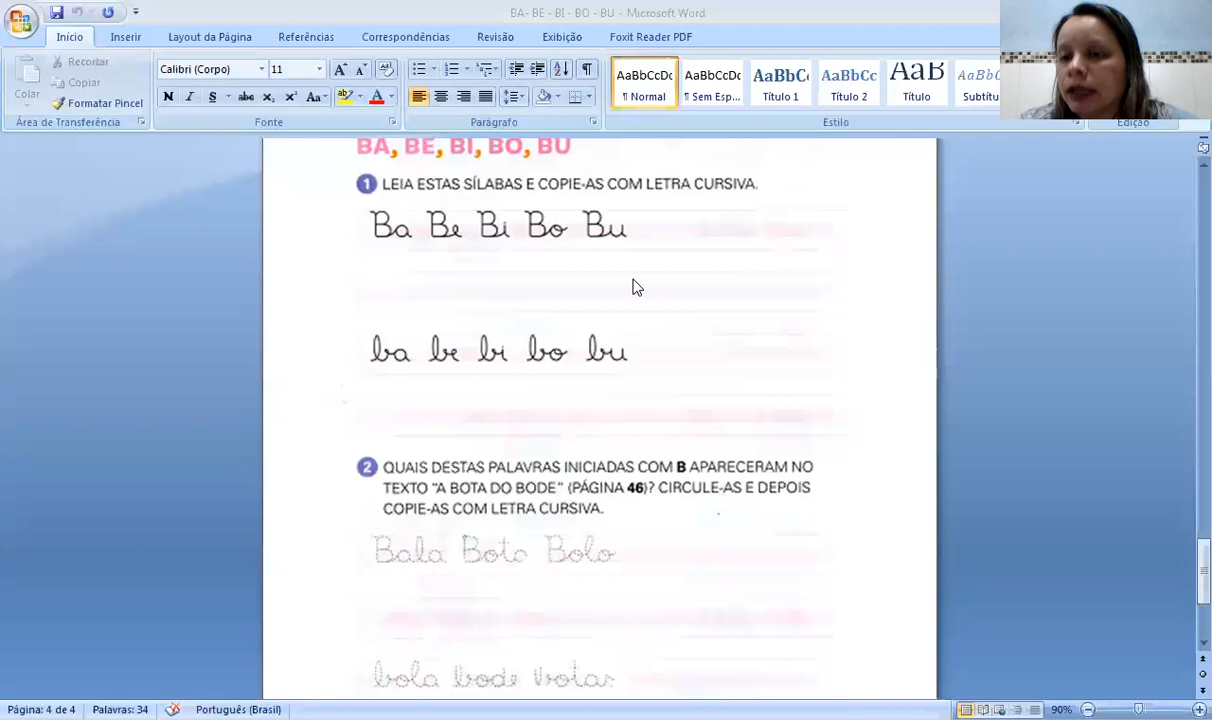 BA- BE - BI - BO - BU - Microsoft Word
Início Inserir Layout da Página Referências Correspondências Revisão Exibição Foxit Reader PDF
Colar Recortar Copiar Formatar Pincel
Calibri (Corpo) 11
N I S abc x₂ x² Aa A
AaBbCcDc AaBbCcDc AaBbC AaBbCc AaB AaBbCc
¶ Normal ¶ Sem Esp... Título 1 Título 2 Título Subtítu
Área de Transferência Fonte Parágrafo Estilo Edição
BA, BE, BI, BO, BU
1 LEIA ESTAS SÍLABAS E COPIE-AS COM LETRA CURSIVA.
Ba Be Bi Bo Bu
ba be bi bo bu
2 QUAIS DESTAS PALAVRAS INICIADAS COM B APARECERAM NO
TEXTO "A BOTA DO BODE" (PÁGINA 46)? CIRCULE-AS E DEPOIS
COPIE-AS COM LETRA CURSIVA.
Bala Boto Bolo
bola bode botas
Página: 4 de 4 Palavras: 34 Português (Brasil) 90%